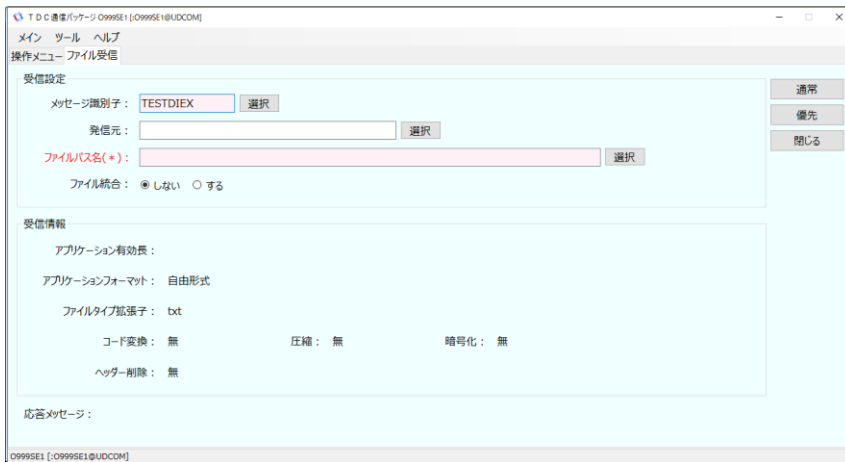 ＴＤＣ通信パッケージ O999SE1 [:O999SE1@UDCOM]
メイン ツール ヘルプ
操作メニュー ファイル受信
受信設定
メッセージ識別子： TESTDIEX 選択
発信元： 選択
ファイルパス名(*)： 選択
ファイル統合： しない する
通常
優先
閉じる
受信情報
アプリケーション有効長：
アプリケーションフォーマット： 自由形式
ファイルタイプ拡張子： txt
コード変換： 無 圧縮： 無 暗号化： 無
ヘッダー削除： 無
応答メッセージ：
O999SE1 [:O999SE1@UDCOM]